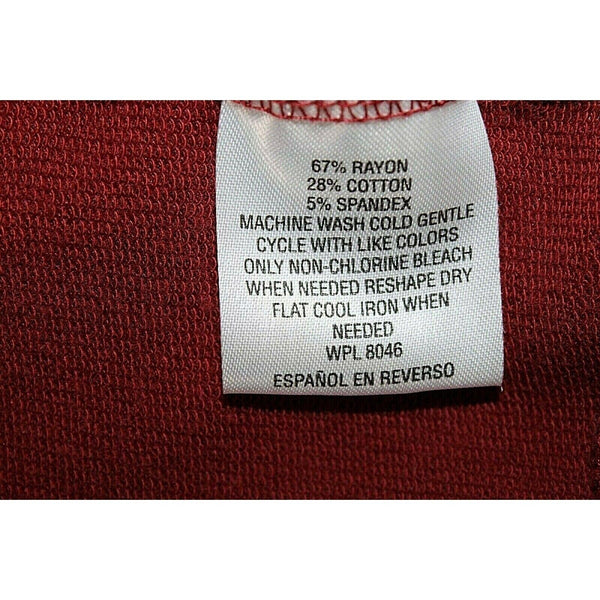 67% RAYON
28% COTTON
5% SPANDEX
MACHINE WASH COLD GENTLE
CYCLE WITH LIKE COLORS
ONLY NON-CHLORINE BLEACH
WHEN NEEDED RESHAPE DRY
FLAT COOL IRON WHEN
NEEDED
WPL 8046
ESPAÑOL EN REVERSO